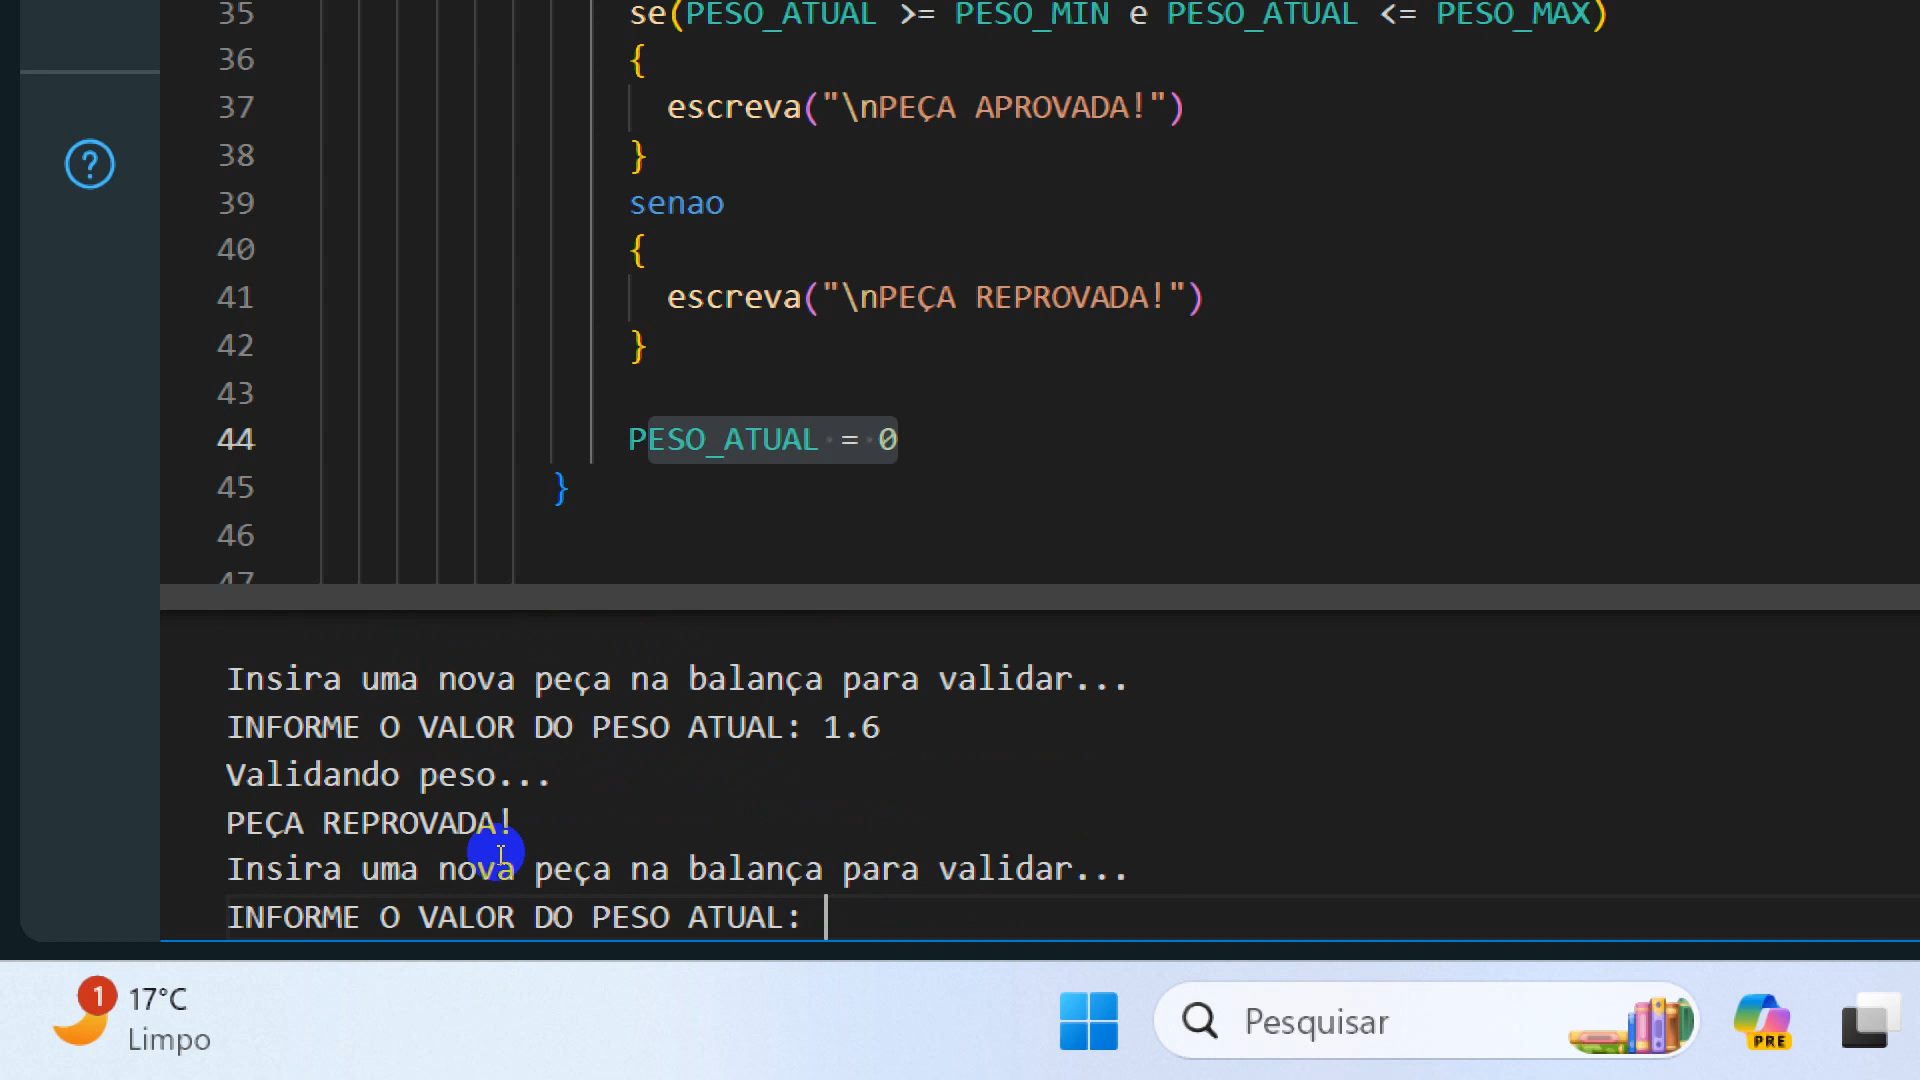 35 se(PESO_ATUAL >= PESO_MIN e PESO_ATUAL <= PESO_MAX)
36 {
37 escreva("\nPEÇA APROVADA!")
38 }
39 senao
40 {
41 escreva("\nPEÇA REPROVADA!")
42 }
43
44 PESO_ATUAL = 0
45 }
46
47
Insira uma nova peça na balança para validar...
INFORME O VALOR DO PESO ATUAL: 1.6
Validando peso...
PEÇA REPROVADA!
Insira uma nova peça na balança para validar...
INFORME O VALOR DO PESO ATUAL:
1
17°C
Limpo
Pesquisar
PRE